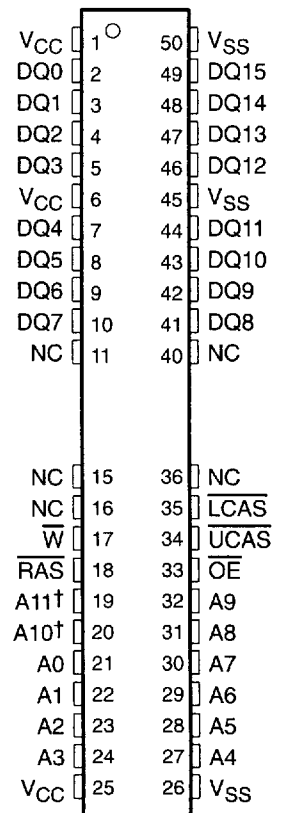 VCC 1 50 VSS
DQ0 2 49 DQ15
DQ1 3 48 DQ14
DQ2 4 47 DQ13
DQ3 5 46 DQ12
VCC 6 45 VSS
DQ4 7 44 DQ11
DQ5 8 43 DQ10
DQ6 9 42 DQ9
DQ7 10 41 DQ8
NC 11 40 NC
NC 15 36 NC
NC 16 35 L̅C̅A̅S̅
W̅ 17 34 U̅C̅A̅S̅
R̅A̅S̅ 18 33 O̅E̅
A11† 19 32 A9
A10† 20 31 A8
A0 21 30 A7
A1 22 29 A6
A2 23 28 A5
A3 24 27 A4
VCC 25 26 VSS